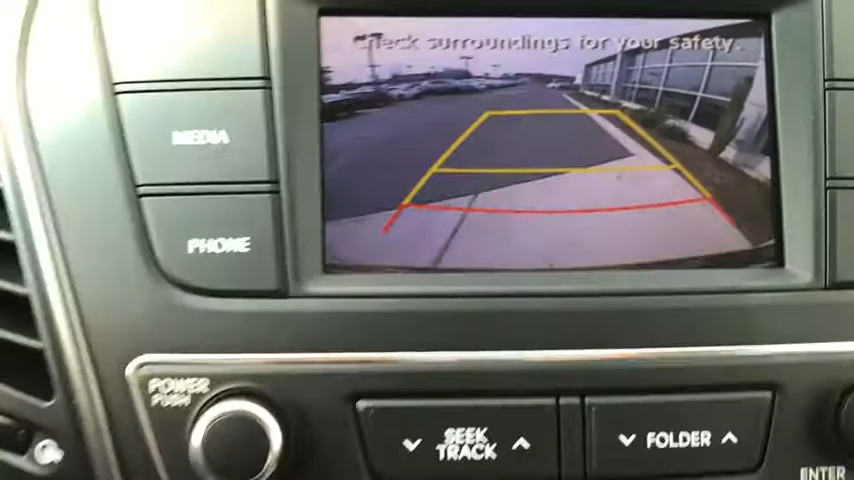 check surroundings for your safety.
MEDIA
PHONE
POWER
PUSH
SEEK
TRACK
FOLDER
ENTER